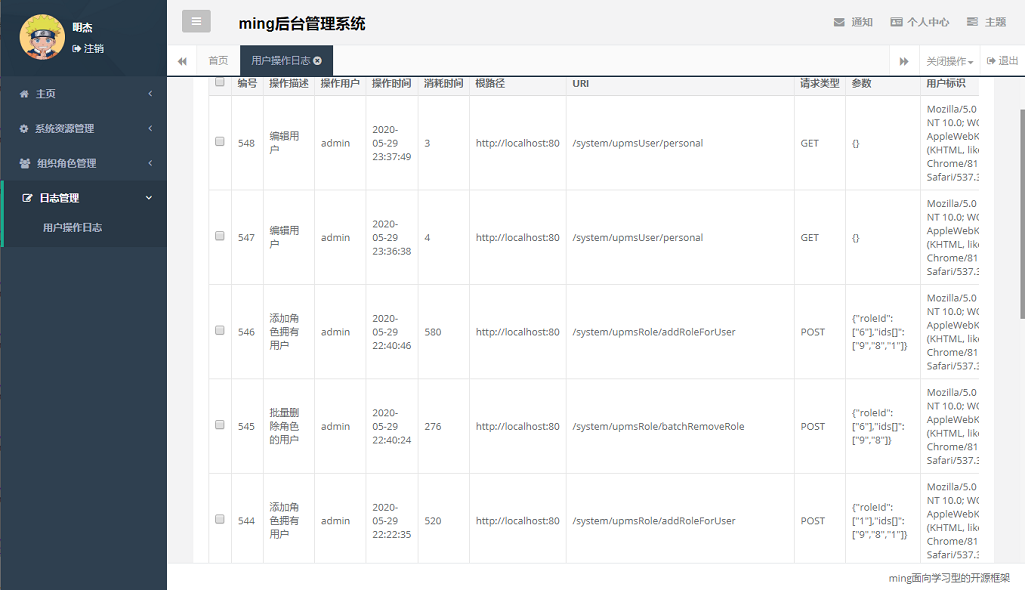 明杰
注销
主页
系统资源管理
组织角色管理
日志管理
用户操作日志
ming后台管理系统
通知 个人中心 主题
首页 用户操作日志 关闭操作 退出
编号 操作描述 操作用户 操作时间 消耗时间 根路径 URI 请求类型 参数 用户标识
548 编辑用户 admin 2020-05-29 23:37:49 3 http://localhost:80 /system/upmsUser/personal GET {}
Mozilla/5.0
NT 10.0;
(KHTML,
Chrome/81
Safari/537.3
547 编辑用户 admin 2020-05-29 23:36:38 4 http://localhost:80 /system/upmsUser/personal GET {}
Mozilla/5.0
NT 10.0;
(KHTML,
Chrome/81
Safari/537.3
546 添加角色拥有用户 admin 2020-05-29 22:40:46 580 http://localhost:80 /system/upmsRole/addRoleForUser POST {"roleId":["6"],"ids[]":["9","8","1"]}
Mozilla/5.0
NT 10.0;
(KHTML,
Chrome/81
Safari/537.3
545 批量删除角色的用户 admin 2020-05-29 22:40:24 276 http://localhost:80 /system/upmsRole/batchRemoveRole POST {"roleId":["6"],"ids[]":["9","8"]}
Mozilla/5.0
NT 10.0;
(KHTML,
Chrome/81
Safari/537.3
544 添加角色拥有用户 admin 2020-05-29 22:22:35 520 http://localhost:80 /system/upmsRole/addRoleForUser POST {"roleId":["1"],"ids[]":["9","8","1"]}
Mozilla/5.0
NT 10.0;
(KHTML,
Chrome/81
Safari/537.3
ming面向学习型的开源框架